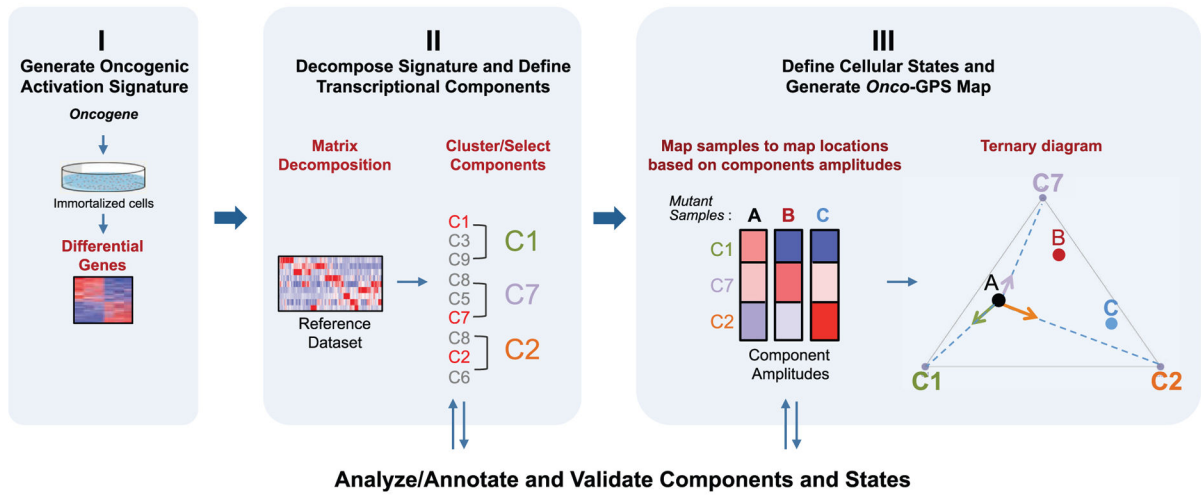 I
Generate Oncogenic
Activation Signature
Oncogene
Immortalized cells
Differential
Genes
II
Decompose Signature and Define
Transcriptional Components
Matrix
Decomposition
Reference
Dataset
Cluster/Select
Components
C1
C3
C9
C1
C8
C5
C7
C7
C8
C2
C6
C2
III
Define Cellular States and
Generate Onco-GPS Map
Map samples to map locations
based on components amplitudes
Mutant
Samples : A B C
C1
C7
C2
Component
Amplitudes
Ternary diagram
C7
B
A
C
C1
C2
Analyze/Annotate and Validate Components and States